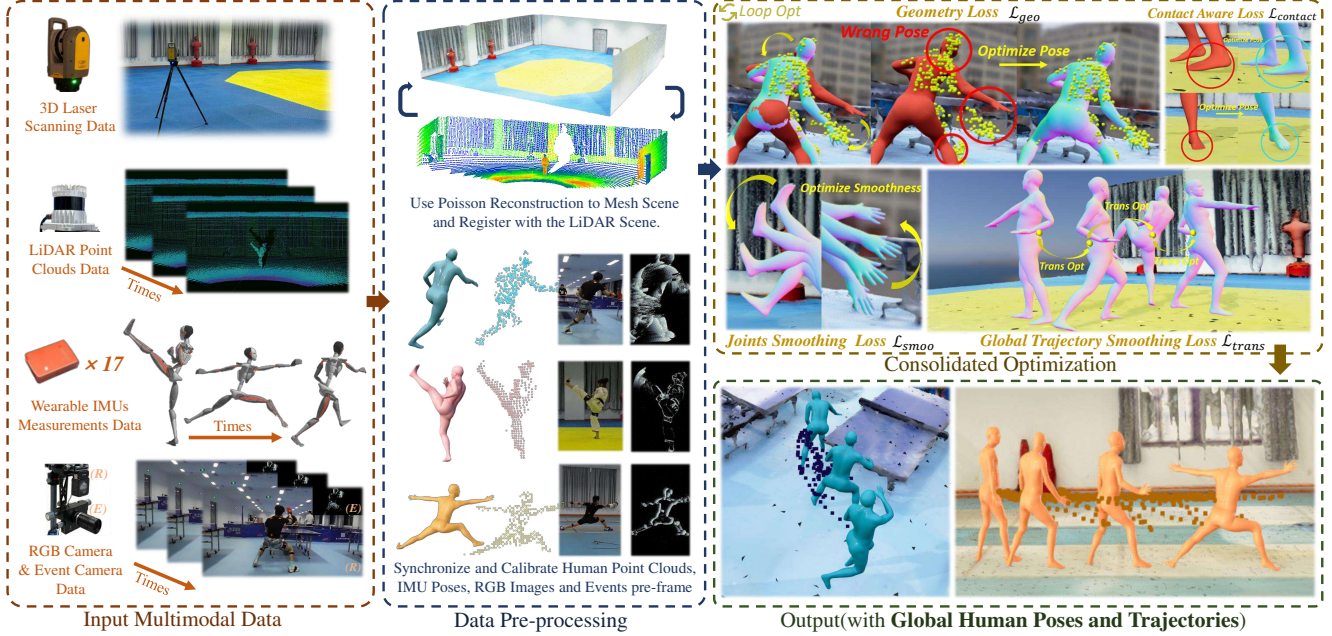 3D Laser
Scanning Data
LiDAR Point
Clouds Data
Times
× 17
Wearable IMUs
Measurements Data
Times
(R)
(E)
(E)
(R)
RGB Camera
& Event Camera
Data
Times
Input Multimodal Data
Use Poisson Reconstruction to Mesh Scene
and Register with the LiDAR Scene.
Synchronize and Calibrate Human Point Clouds,
IMU Poses, RGB Images and Events pre-frame
Data Pre-processing
Loop Opt
Geometry Loss ℒgeo
Contact Aware Loss ℒcontact
Wrong Pose
Optimize Pose
Optimize Pose
Optimize Pose
Optimize Smoothness
Trans Opt
Trans Opt
Trans Opt
Joints Smoothing Loss ℒsmoo
Global Trajectory Smoothing Loss ℒtrans
Consolidated Optimization
Output(with Global Human Poses and Trajectories)